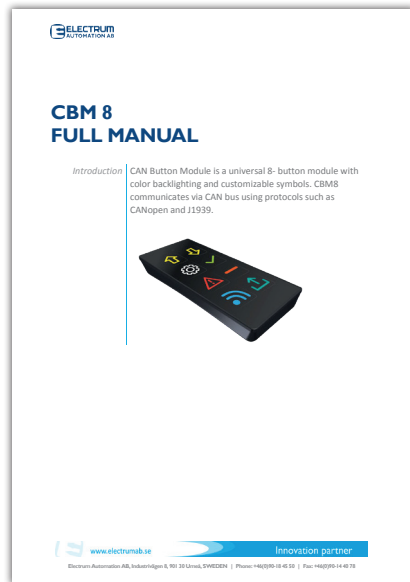 ELECTRUM
AUTOMATION AB
CBM 8
FULL MANUAL
Introduction
CAN Button Module is a universal 8- button module with
color backlighting and customizable symbols. CBM8
communicates via CAN bus using protocols such as
CANopen and J1939.
www.electrumab.se
Innovation partner
Electrum Automation AB, Industrivägen 8, 901 30 Umeå, SWEDEN | Phone: +46(0)90-18 45 50 | Fax: +46(0)90-14 40 78